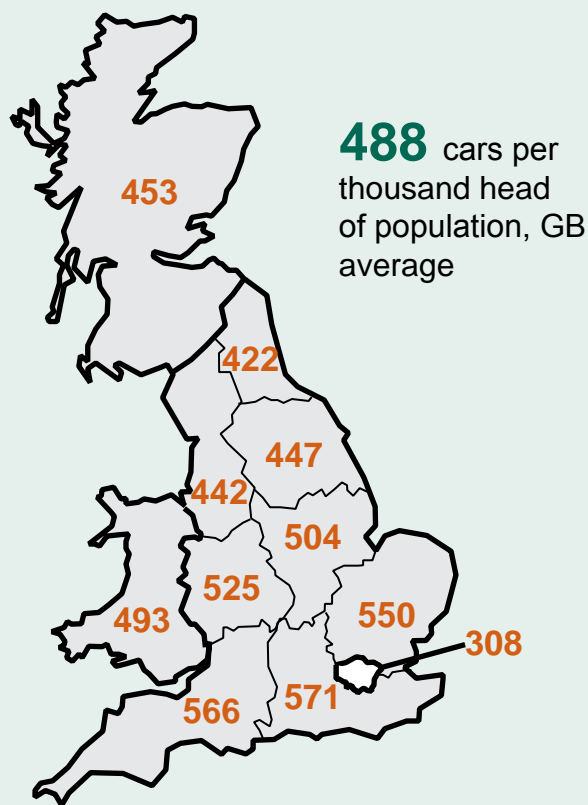 488 cars per
thousand head
of population, GB
average
453
422
447
442
504
525
493
550
308
566
571